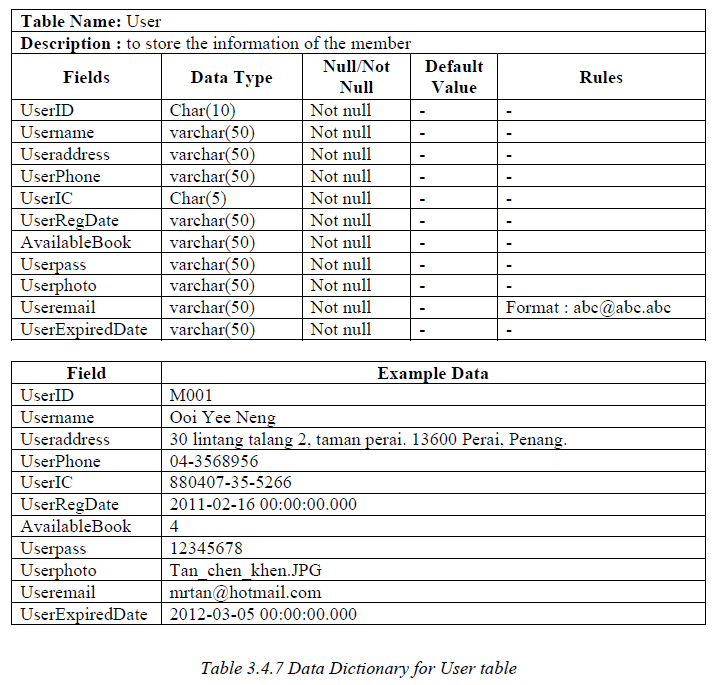 Table Name: User
Description : to store the information of the member
Fields Data Type Null/Not Null Default Value Rules
UserID Char(10) Not null - -
Username varchar(50) Not null - -
Useraddress varchar(50) Not null - -
UserPhone varchar(50) Not null - -
UserIC Char(5) Not null - -
UserRegDate varchar(50) Not null - -
AvailableBook varchar(50) Not null - -
Userpass varchar(50) Not null - -
Userphoto varchar(50) Not null - -
Useremail varchar(50) Not null - Format : abc@abc.abc
UserExpiredDate varchar(50) Not null - -
Field Example Data
UserID M001
Username Ooi Yee Neng
Useraddress 30 lintang talang 2, taman perai. 13600 Perai, Penang.
UserPhone 04-3568956
UserIC 880407-35-5266
UserRegDate 2011-02-16 00:00:00.000
AvailableBook 4
Userpass 12345678
Userphoto Tan_chen_khen.JPG
Useremail mrtan@hotmail.com
UserExpiredDate 2012-03-05 00:00:00.000
Table 3.4.7 Data Dictionary for User table